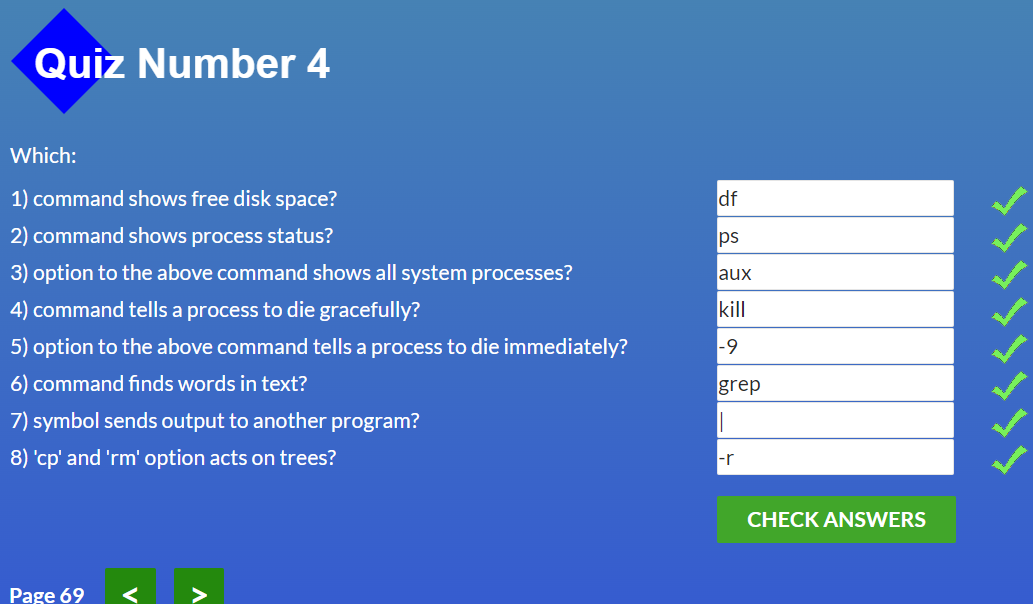 Quiz Number 4
Which:
1) command shows free disk space? df
2) command shows process status? ps
3) option to the above command shows all system processes? aux
4) command tells a process to die gracefully? kill
5) option to the above command tells a process to die immediately? -9
6) command finds words in text? grep
7) symbol sends output to another program? |
8) 'cp' and 'rm' option acts on trees? -r
CHECK ANSWERS
Page 69 < >